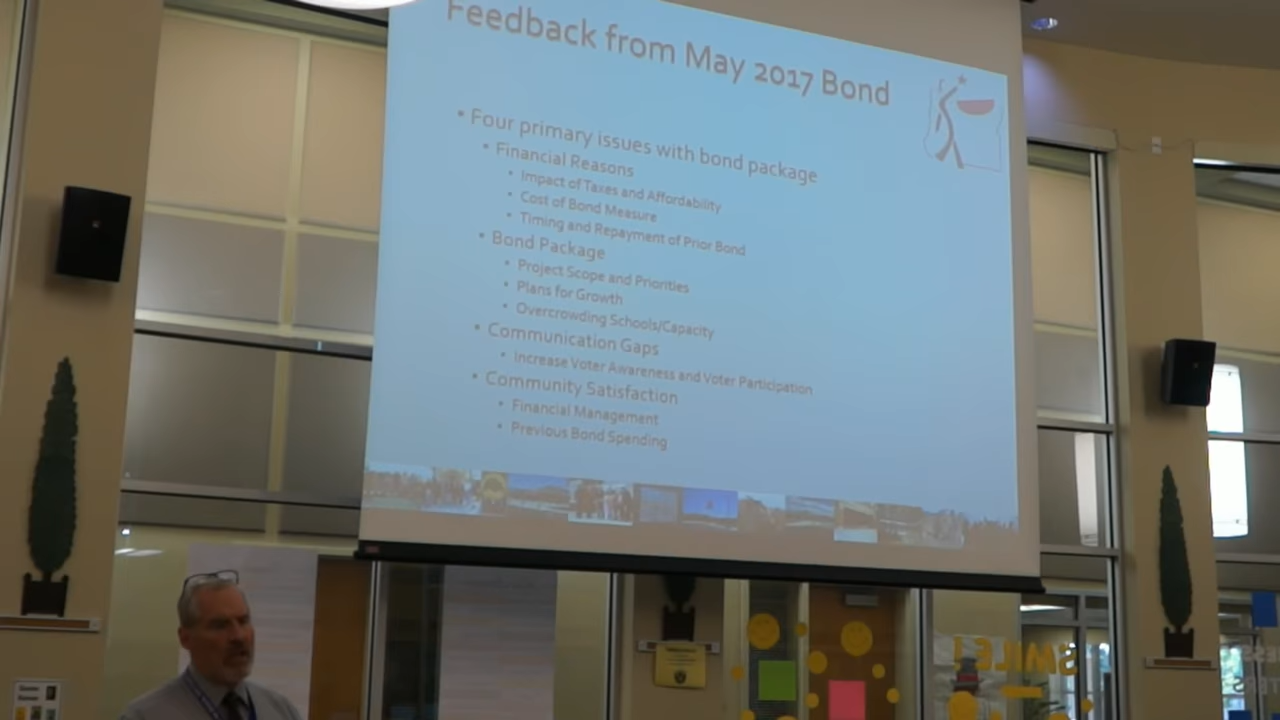 Feedback from May 2017 Bond
• Four primary issues with bond package
• Financial Reasons
• Impact of Taxes and Affordability
• Cost of Bond Measure
• Timing and Repayment of Prior Bond
• Bond Package
• Project Scope and Priorities
• Plans for Growth
• Overcrowding Schools/Capacity
• Communication Gaps
• Increase Voter Awareness and Voter Participation
• Community Satisfaction
• Financial Management
• Previous Bond Spending
SMILE!